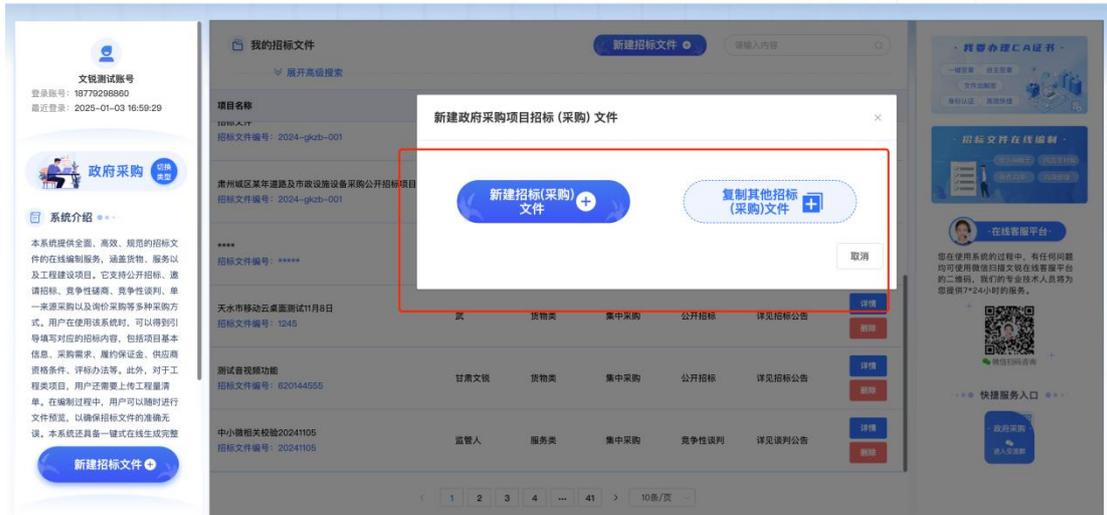 文锐测试账号
登录账号： 18779298860
最近登录： 2025-01-03 16:59:29
政府采购
切换类型
系统介绍
本系统提供全面、高效、规范的招标文
件的在线编制服务，涵盖货物、服务以
及工程建设项目。它支持公开招标、邀
请招标、竞争性磋商、竞争性谈判、单
一来源采购以及询价采购等多种采购方
式。用户在使用该系统时，可以得到引
导填写对应的招标内容，包括项目基本
信息、采购需求、履约保证金、供应商
资格条件、评标办法等。此外，对于工
程类项目，用户还需要上传工程量清
单。在编制过程中，用户可以随时进行
文件预览，以确保招标文件的准确无
误。本系统还具备一键式在线生成完整
新建招标文件
我的招标文件
新建招标文件
请输入内容
展开高级搜索
项目名称
招标文件编号： 2024-gkzb-001
肃州城区某年道路及市政设施设备采购公开招标项目
招标文件编号： 2024-gkzb-001
****
招标文件编号： *****
天水市移动云桌面测试11月8日
招标文件编号： 1245
武 货物类 集中采购 公开招标 详见招标公告
详情
删除
测试音视频功能
招标文件编号： 620144555
甘肃文锐 货物类 集中采购 公开招标 详见招标公告
详情
删除
中小微相关校验20241105
招标文件编号： 20241105
监管人 服务类 集中采购 竞争性谈判 详见谈判公告
详情
删除
1 2 3 4 ... 41
10条/页
新建政府采购项目招标 (采购) 文件
新建招标(采购)
文件
复制其他招标
(采购)文件
取消
· 我要办理CA证书 ·
· 招标文件在线编制 ·
·在线客服平台·
您在使用系统的过程中，有任何问题
均可使用微信扫描文锐在线客服平台
的二维码，我们的专业技术人员将为
您提供7*24小时的服务。
微信扫码咨询
快捷服务入口
· 政府采购 ·
进入交流群